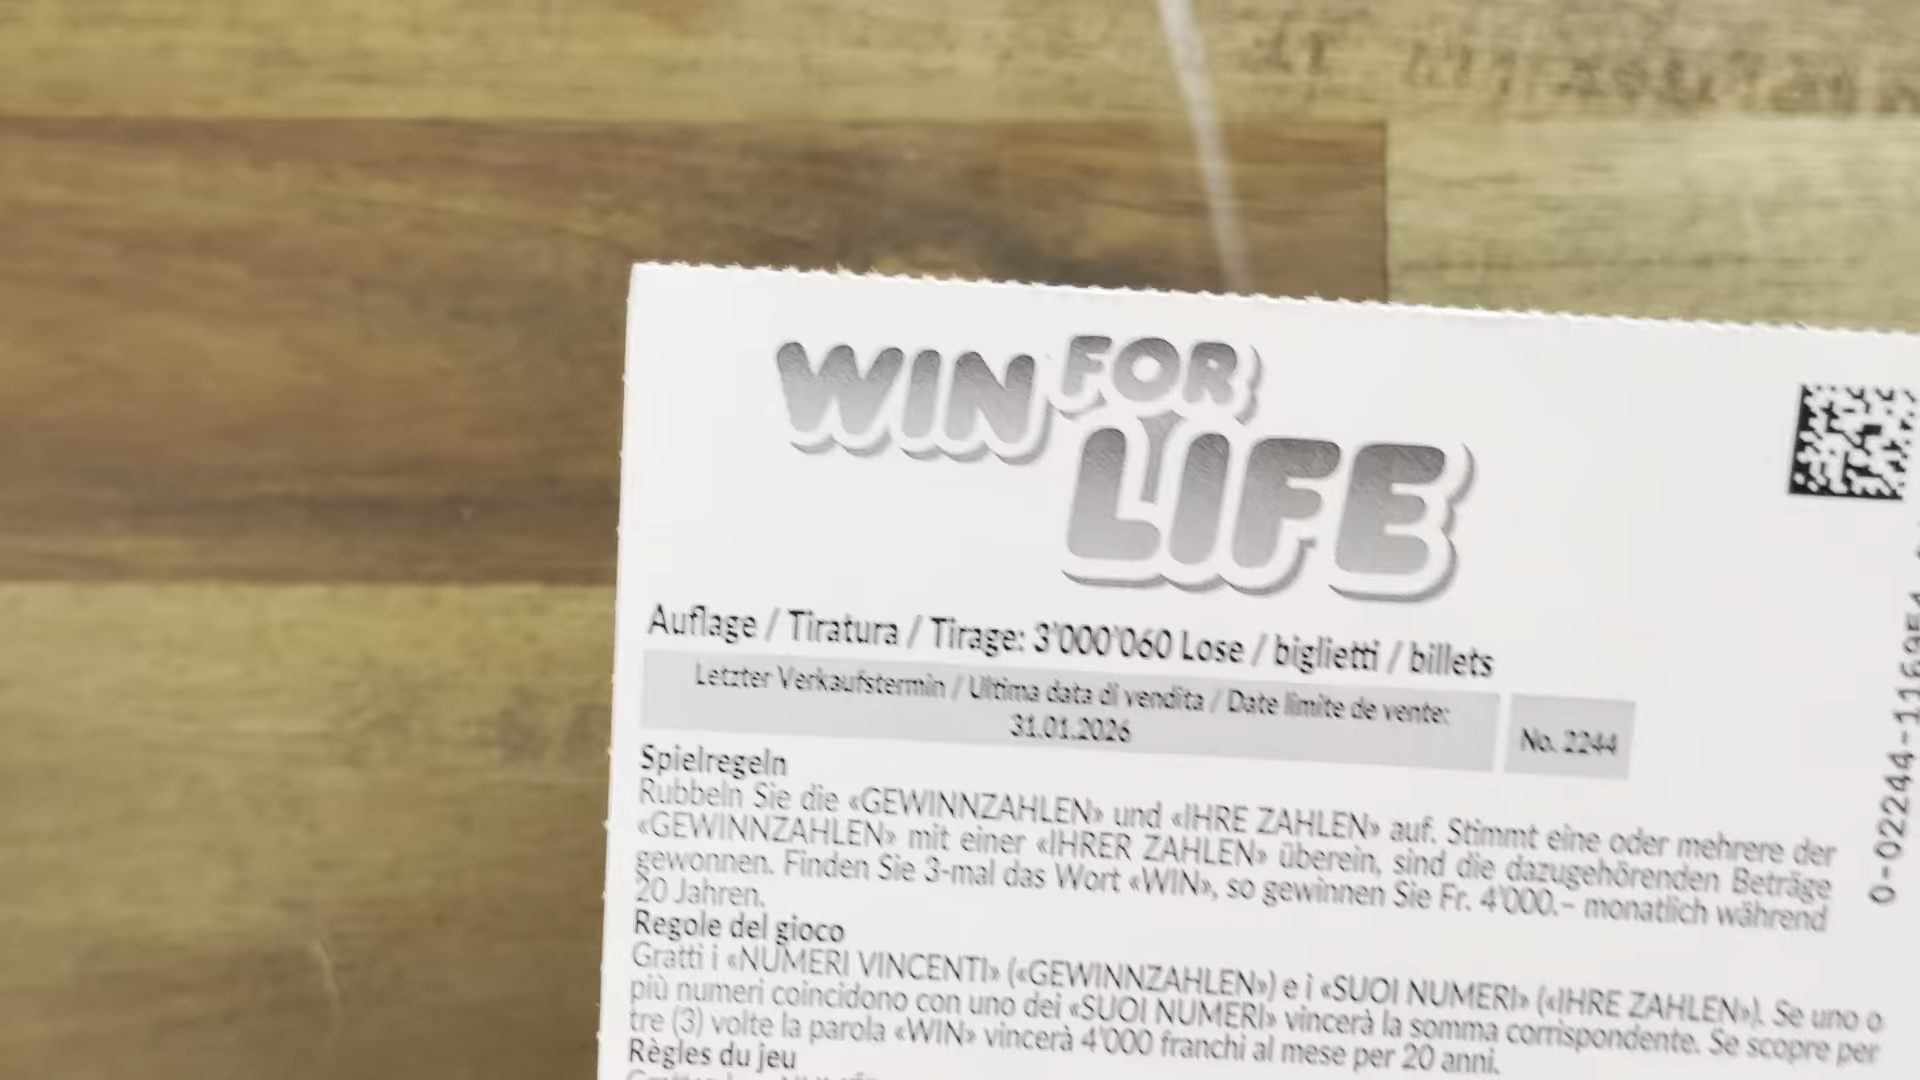 WIN FOR
LIFE
Auflage / Tiratura / Tirage: 3'000'060 Lose / biglietti / billets
Letzter Verkaufstermin / Ultima data di vendita / Date limite de vente:
31.01.2026
No. 2244
Spielregeln
Rubbeln Sie die «GEWINNZAHLEN» und «IHRE ZAHLEN» auf. Stimmt eine oder mehrere der
«GEWINNZAHLEN» mit einer «IHRER ZAHLEN» überein, sind die dazugehörenden Beträge
gewonnen. Finden Sie 3-mal das Wort «WIN», so gewinnen Sie Fr. 4'000.– monatlich während
20 Jahren.
Regole del gioco
Gratti i «NUMERI VINCENTI» («GEWINNZAHLEN») e i «SUOI NUMERI» («IHRE ZAHLEN»). Se uno o
più numeri coincidono con uno dei «SUOI NUMERI» vincerà la somma corrispondente. Se scopre per
tre (3) volte la parola «WIN» vincerà 4'000 franchi al mese per 20 anni.
Règles du jeu